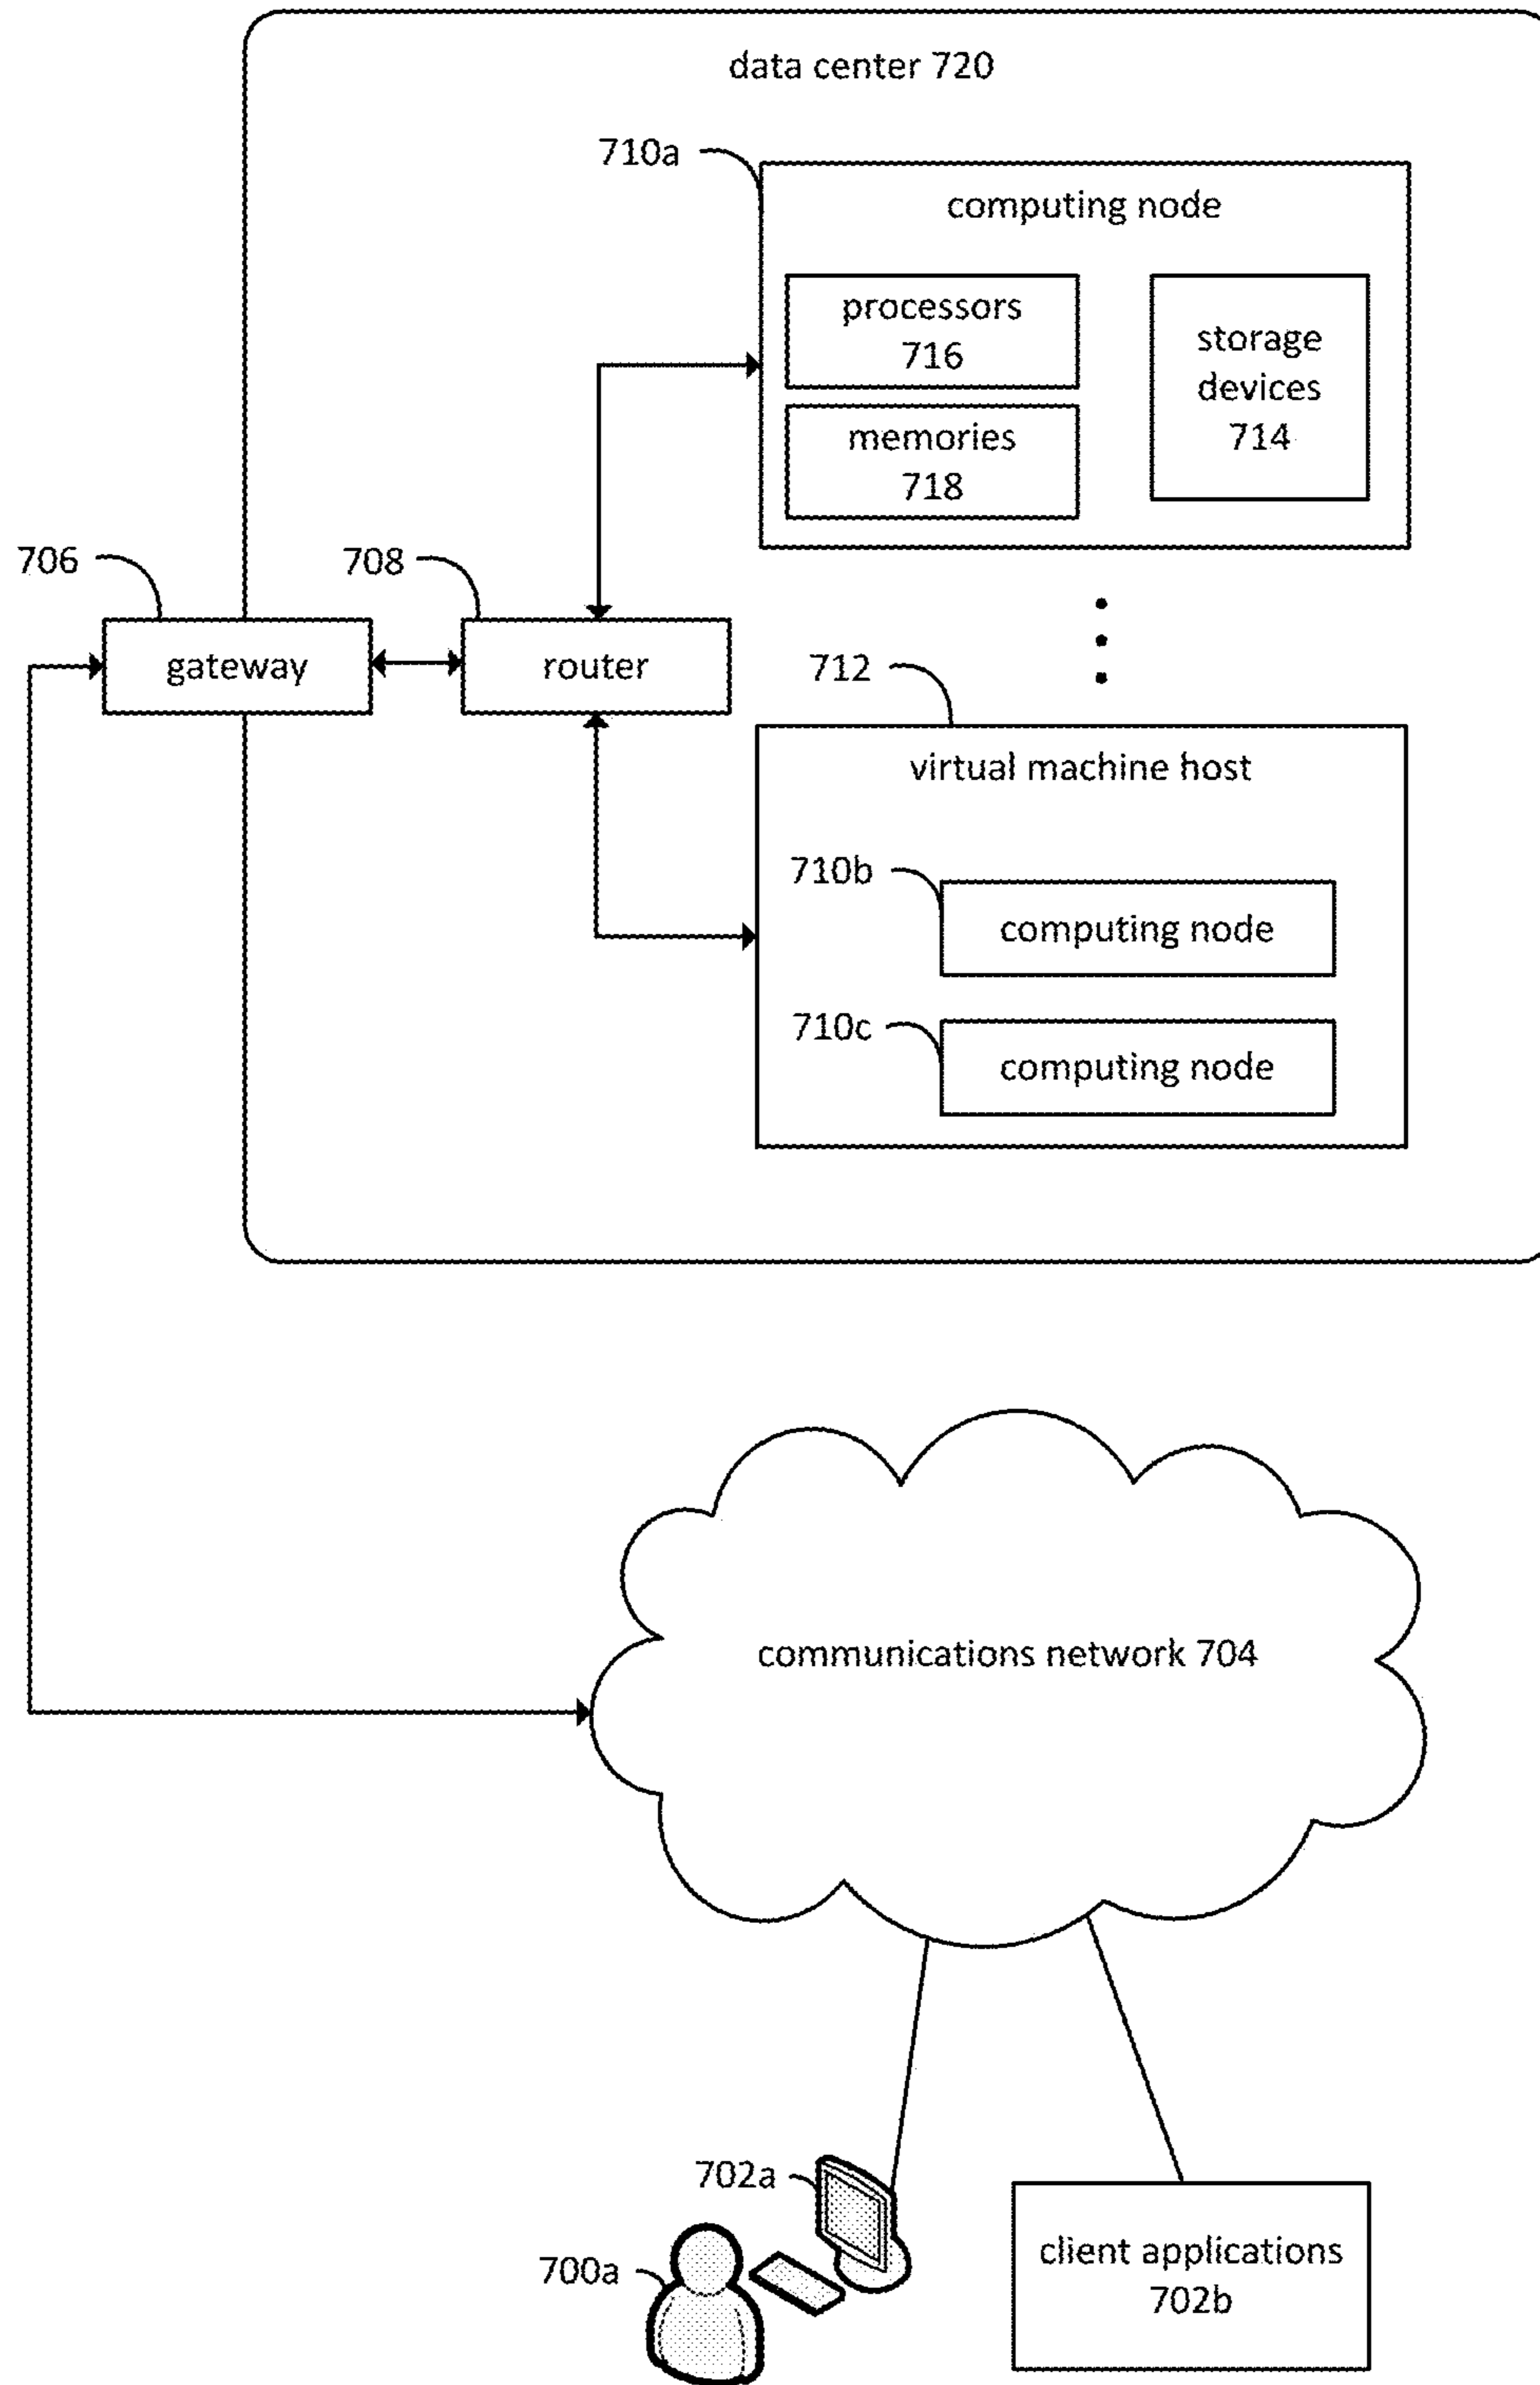 data center 720
710a
computing node
processors
716
storage
devices
714
memories
718
706
708
gateway
router
712
virtual machine host
710b
computing node
710c
computing node
communications network 704
702a
700a
client applications
702b